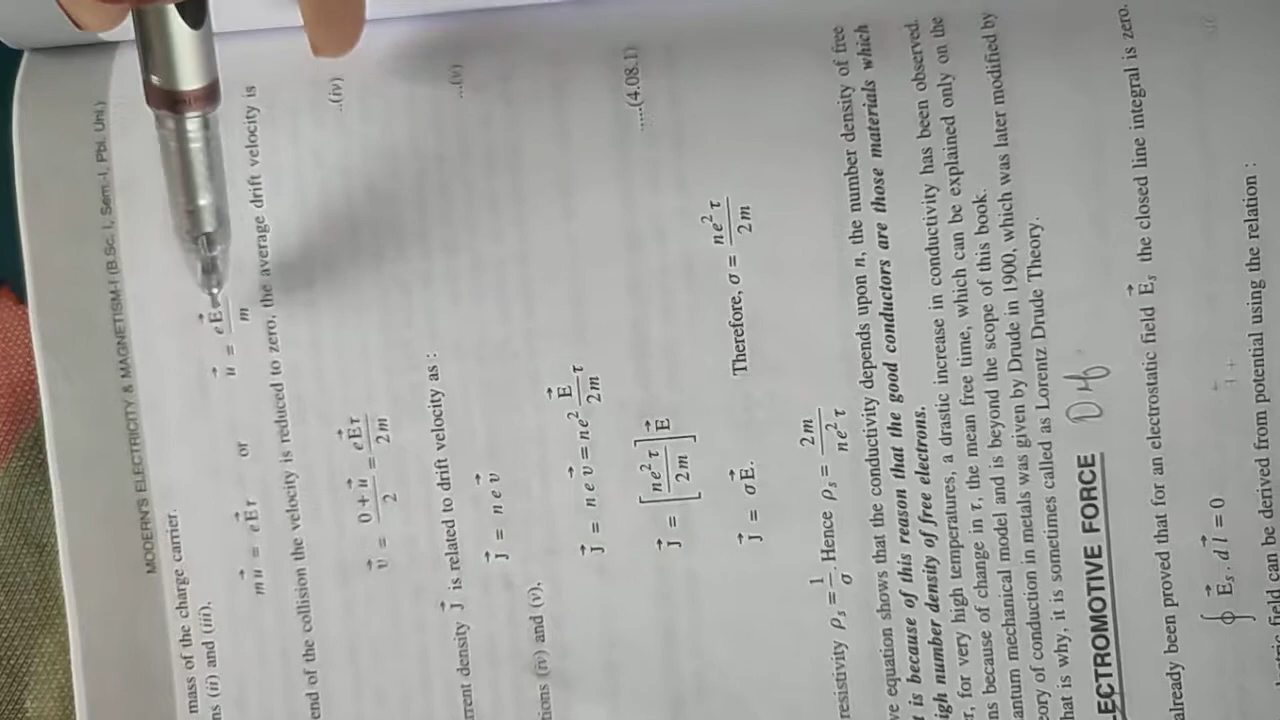 MODERN'S ELECTRICITY & MAGNETISM-I (B.Sc. I, Sem.-I, Pbi. Uni.)
mass of the charge carrier.
ns (ii) and (iii),
m u⃗ = e E⃗ τ or u⃗ = e E⃗ / m
end of the collision the velocity is reduced to zero, the average drift velocity is
v⃗ = (0 + u⃗)/2 = eE⃗τ/2m ...(iv)
rrent density J⃗ is related to drift velocity as :
J⃗ = n e v⃗ ...(v)
tions (iv) and (v),
J⃗ = n e v⃗ = ne² (E⃗/2m) τ
J⃗ = [ne²τ/2m] E⃗ .....(4.08.1)
J⃗ = σE⃗. Therefore, σ = ne²τ/2m
resistivity ρₛ = 1/σ. Hence ρₛ = 2m/ne²τ
ve equation shows that the conductivity depends upon n, the number density of free
t is because of this reason that the good conductors are those materials which
igh number density of free electrons.
r, for very high temperatures, a drastic increase in conductivity has been observed.
ns because of change in τ, the mean free time, which can be explained only on the
antum mechanical model and is beyond the scope of this book.
eory of conduction in metals was given by Drude in 1900, which was later modified by
hat is why, it is sometimes called as Lorentz Drude Theory.
LECTROMOTIVE FORCE
already been proved that for an electrostatic field E⃗ₛ the closed line integral is zero.
∮ E⃗ₛ . d l⃗ = 0
field can be derived from potential using the relation :